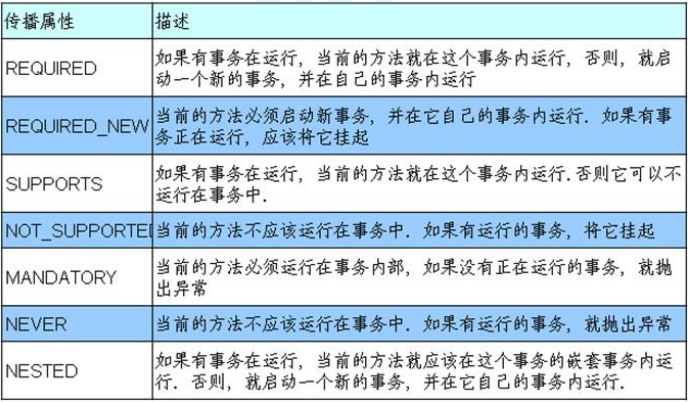 传播属性 描述
REQUIRED 如果有事务在运行，当前的方法就在这个事务内运行，否则，就启
动一个新的事务，并在自己的事务内运行
REQUIRED_NEW 当前的方法必须启动新事务，并在它自己的事务内运行．如果有事
务正在运行，应该将它挂起
SUPPORTS 如果有事务在运行，当前的方法就在这个事务内运行．否则它可以不
运行在事务中．
NOT_SUPPORTE 当前的方法不应该运行在事务中．如果有运行的事务，将它挂起
MANDATORY 当前的方法必须运行在事务内部，如果没有正在运行的事务，就抛
出异常
NEVER 当前的方法不应该运行在事务中．如果有运行的事务，就抛出异常
NESTED 如果有事务在运行，当前的方法就应该在这个事务的嵌套事务内运
行．否则，就启动一个新的事务，并在它自己的事务内运行．